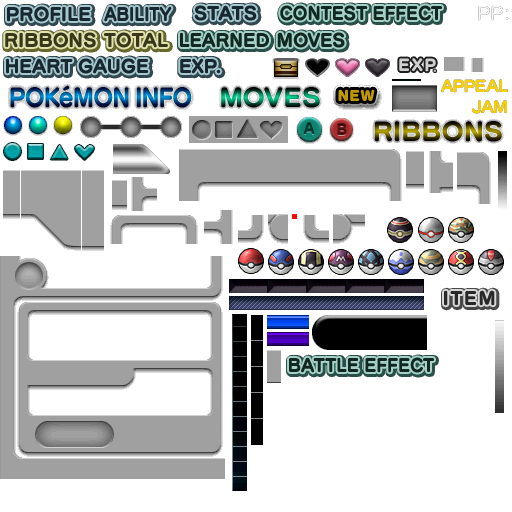 PROFILE ABILITY STATS CONTEST EFFECT PP:
RIBBONS TOTAL LEARNED MOVES
HEART GAUGE EXP. EXP.
APPEAL
POKéMON INFO MOVES NEW
JAM
A B RIBBONS
ITEM
BATTLE EFFECT